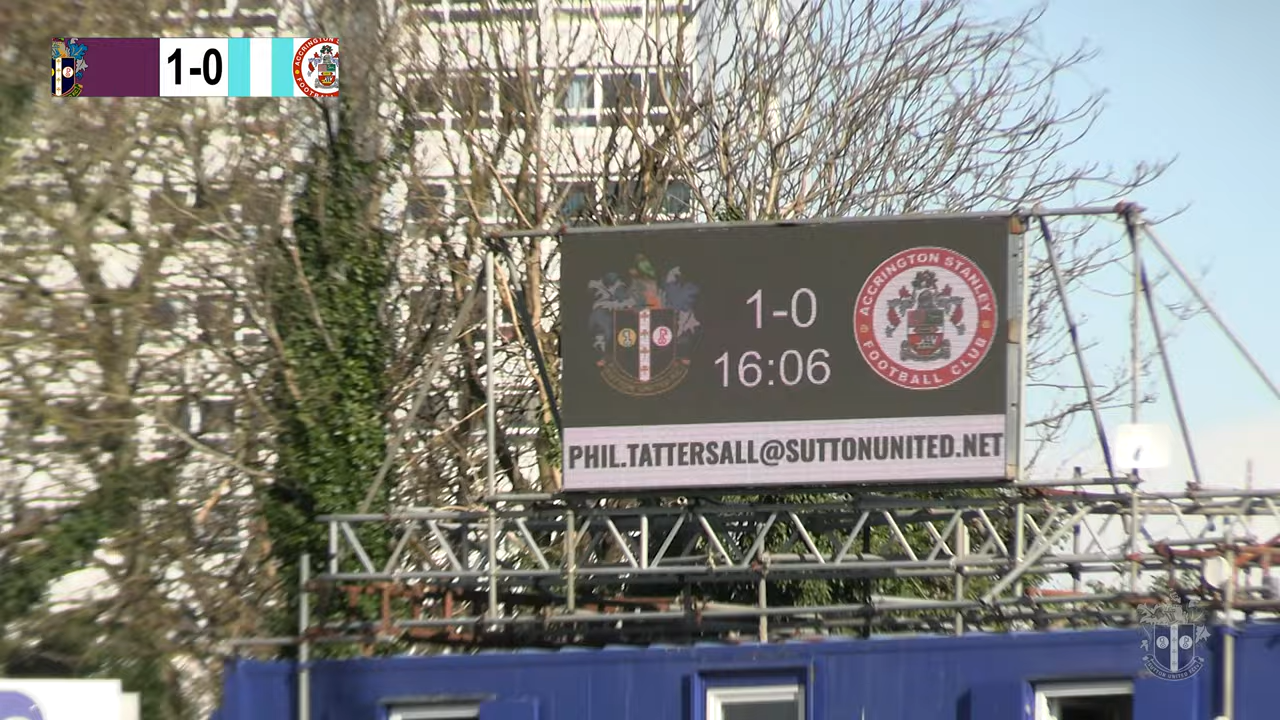 1-0
ACCRINGTON STANLEY
FOOTBALL CLUB
1-0
16:06
PHIL.TATTERSALL@SUTTONUNITED.NET